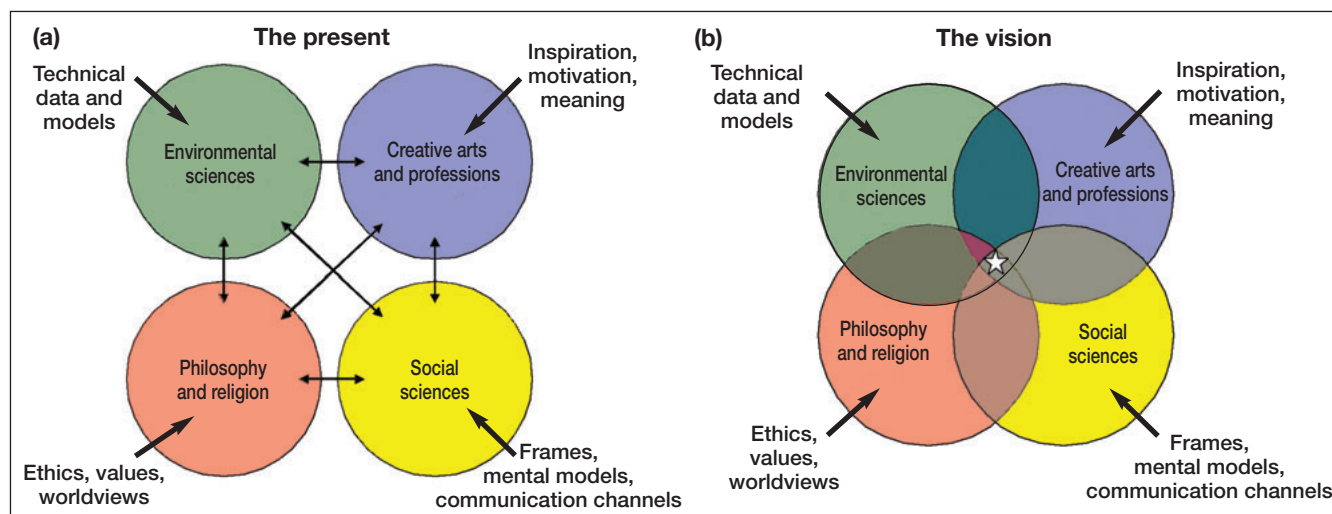 (a)
The present
Technical
data and
models
Inspiration,
motivation,
meaning
Environmental
sciences
Creative arts
and professions
Philosophy
and religion
Social
sciences
Ethics, values,
worldviews
Frames,
mental models,
communication channels
(b)
The vision
Technical
data and
models
Inspiration,
motivation,
meaning
Environmental
sciences
Creative arts
and professions
Philosophy
and religion
Social
sciences
Ethics,
values,
worldviews
Frames,
mental models,
communication channels